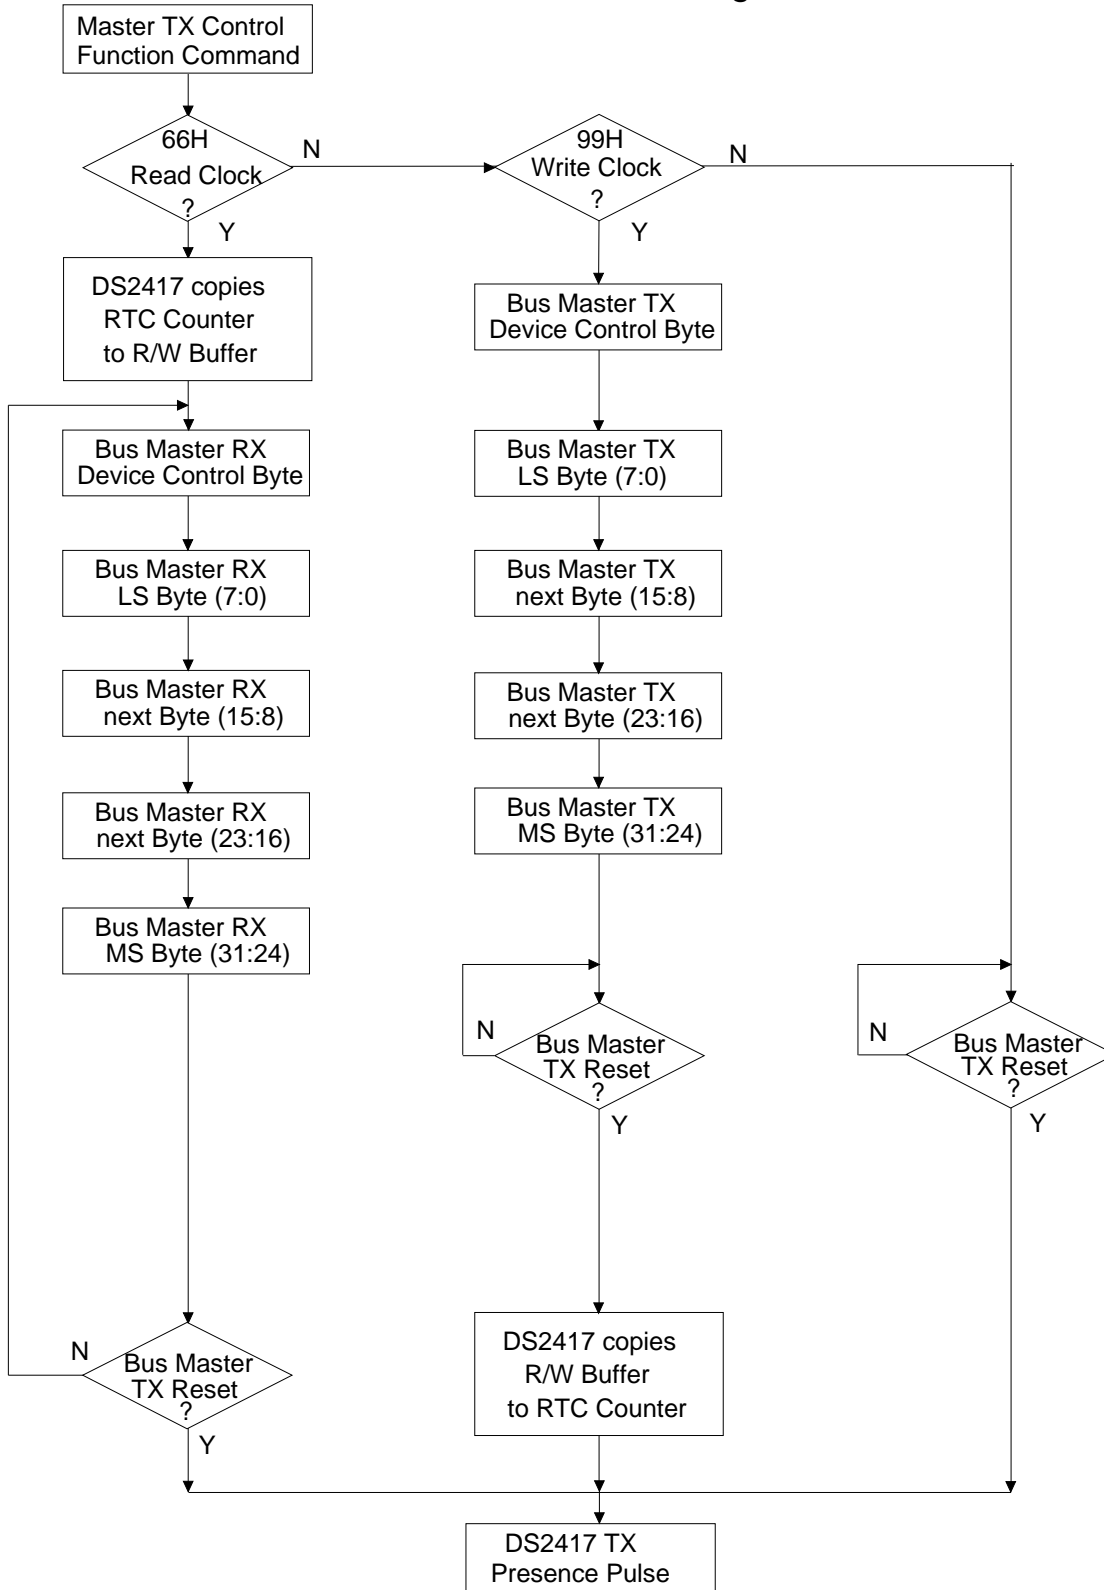 g
Master TX Control
Function Command
66H
Read Clock
?
N
Y
99H
Write Clock
?
N
Y
DS2417 copies
RTC Counter
to R/W Buffer
Bus Master TX
Device Control Byte
Bus Master RX
Device Control Byte
Bus Master TX
LS Byte (7:0)
Bus Master RX
LS Byte (7:0)
Bus Master TX
next Byte (15:8)
Bus Master RX
next Byte (15:8)
Bus Master TX
next Byte (23:16)
Bus Master RX
next Byte (23:16)
Bus Master TX
MS Byte (31:24)
Bus Master RX
MS Byte (31:24)
N
Bus Master
TX Reset
?
Y
N
Bus Master
TX Reset
?
Y
N
Bus Master
TX Reset
?
Y
DS2417 copies
R/W Buffer
to RTC Counter
DS2417 TX
Presence Pulse